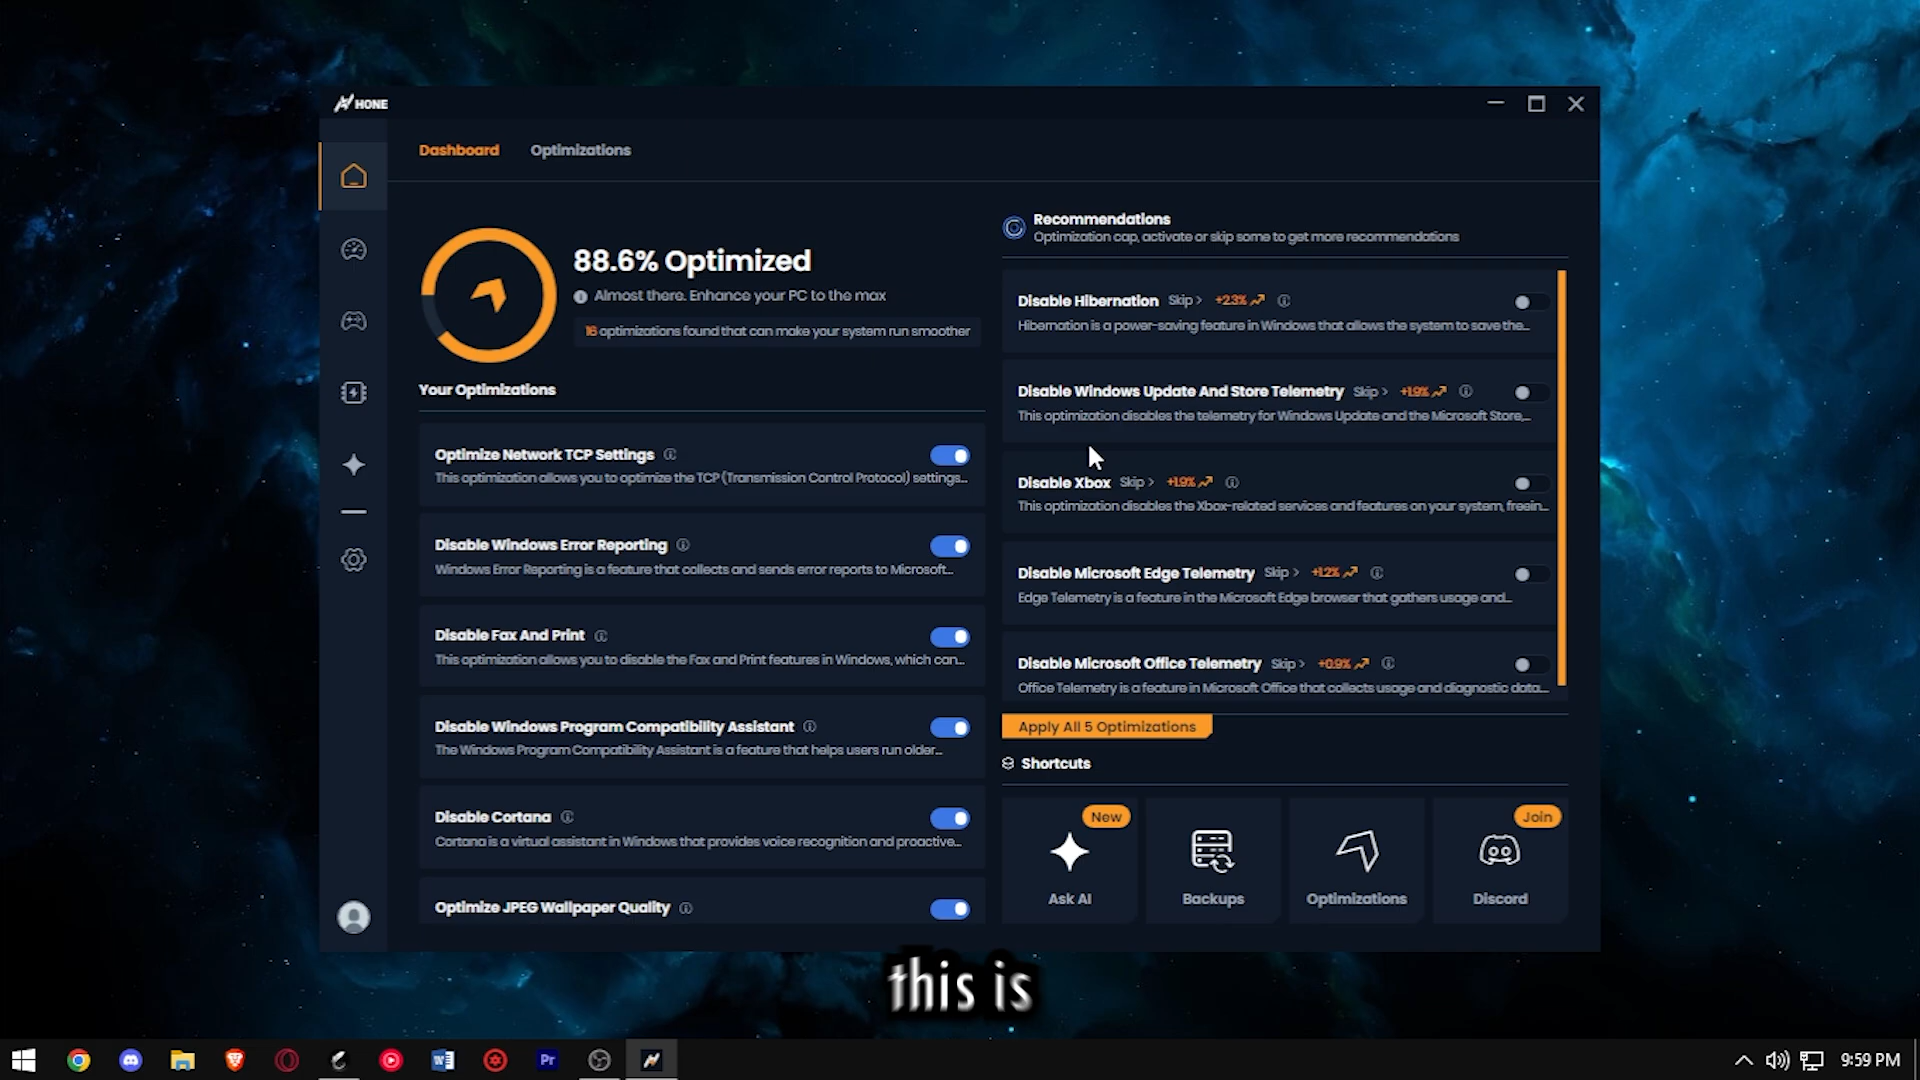 HONE
Dashboard Optimizations
88.6% Optimized
Almost there. Enhance your PC to the max
16 optimizations found that can make your system run smoother
Your Optimizations
Optimize Network TCP Settings
This optimization allows you to optimize the TCP (Transmission Control Protocol) settings...
Disable Windows Error Reporting
Windows Error Reporting is a feature that collects and sends error reports to Microsoft...
Disable Fax And Print
This optimization allows you to disable the Fax and Print features in Windows, which can...
Disable Windows Program Compatibility Assistant
The Windows Program Compatibility Assistant is a feature that helps users run older...
Disable Cortana
Cortana is a virtual assistant in Windows that provides voice recognition and proactive...
Optimize JPEG Wallpaper Quality
Recommendations
Optimization cap, activate or skip some to get more recommendations
Disable Hibernation Skip > +2.3%
Hibernation is a power-saving feature in Windows that allows the system to save the...
Disable Windows Update And Store Telemetry Skip > +1.9%
This optimization disables the telemetry for Windows Update and the Microsoft Store,...
Disable Xbox Skip > +1.9%
This optimization disables the Xbox-related services and features on your system, freein...
Disable Microsoft Edge Telemetry Skip > +1.2%
Edge Telemetry is a feature in the Microsoft Edge browser that gathers usage and...
Disable Microsoft Office Telemetry Skip > +0.9%
Office Telemetry is a feature in Microsoft Office that collects usage and diagnostic data...
Apply All 5 Optimizations
Shortcuts
New
Ask AI
Backups
Optimizations
Join
Discord
this is
Pr
9:59 PM